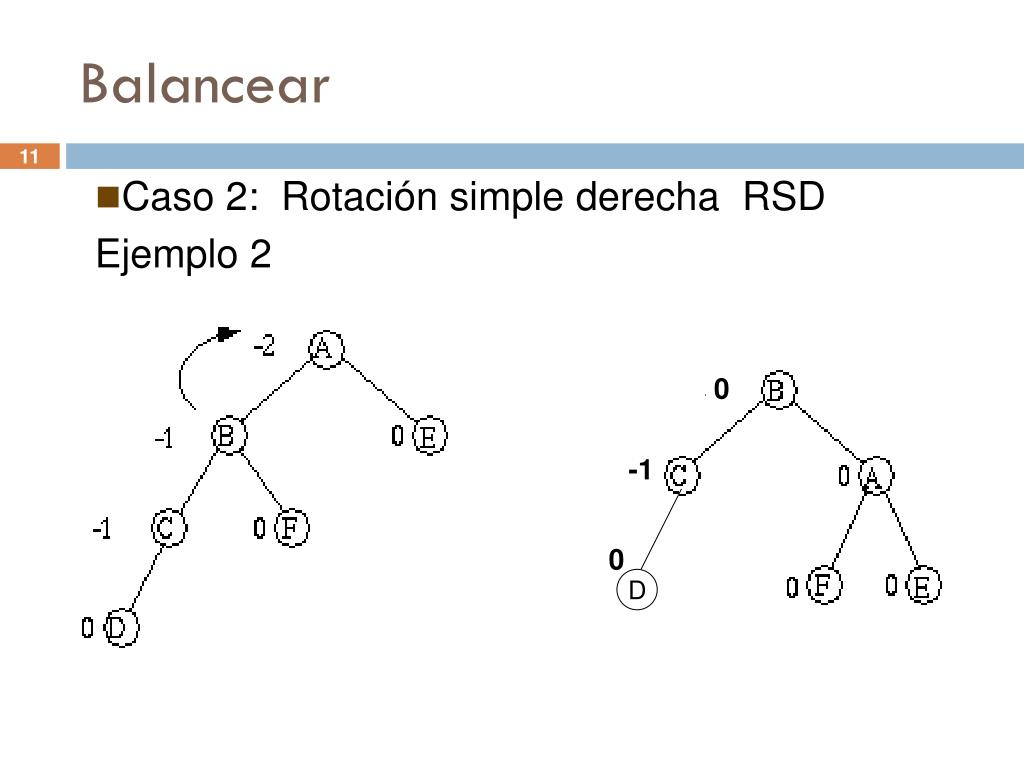 Balancear
11
Caso 2: Rotación simple derecha RSD
Ejemplo 2
-2 A
-1 B
0 E
-1 C
0 F
0 D
0 B
-1 C
0 A
0
D
0 F
0 E